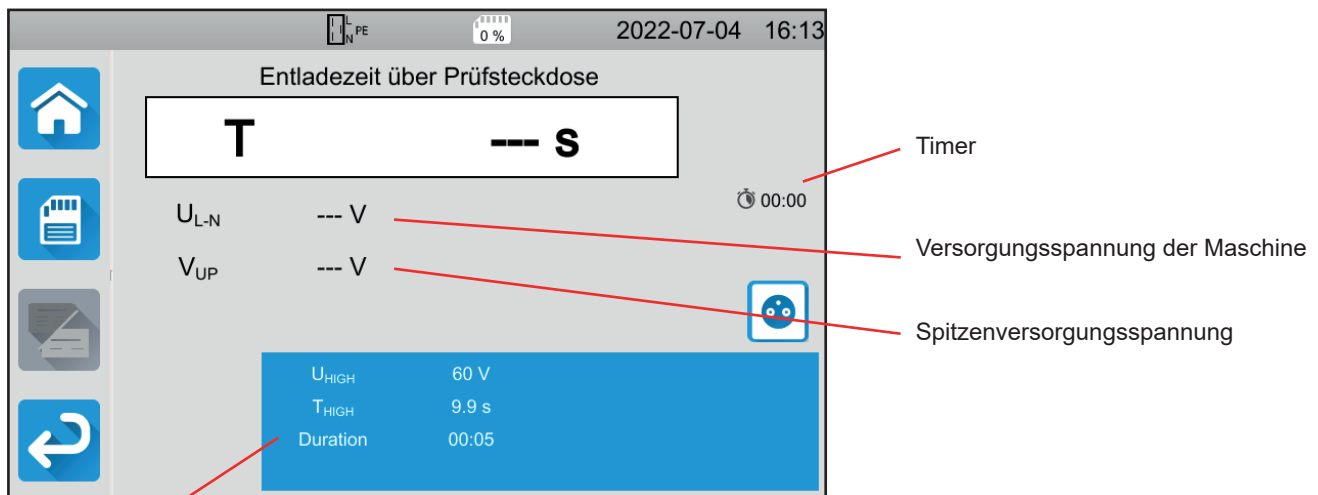 L
N PE
0 %
2022-07-04 16:13
Entladezeit über Prüfsteckdose
T --- s
Timer
00:00
UL-N --- V
Versorgungsspannung der Maschine
VUP --- V
Spitzenversorgungsspannung
UHIGH 60 V
THIGH 9.9 s
Duration 00:05